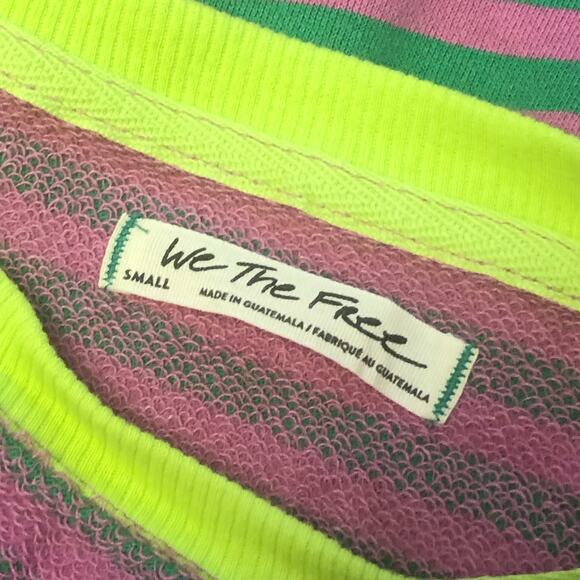 We The Free
SMALL
MADE IN GUATEMALA / FABRIQUÉ AU GUATEMALA